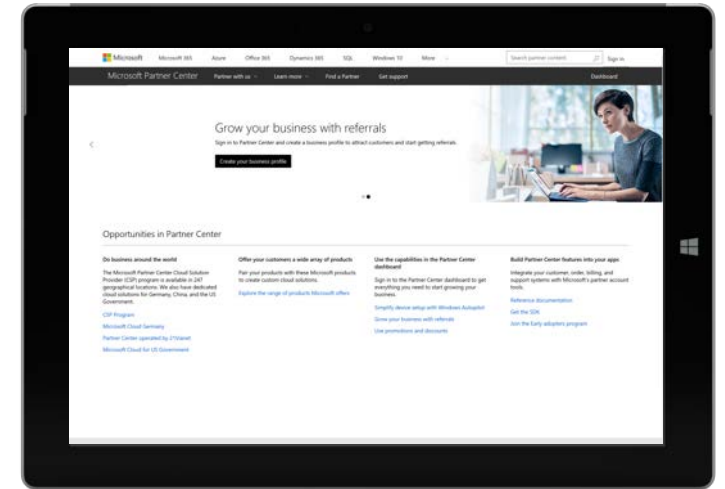 Microsoft Microsoft 365 Azure Office 365 Dynamics 365 SQL Windows 10 More Search partner content Sign in
Microsoft Partner Center Partner with us Learn more Find a Partner Get support Dashboard
Grow your business with referrals
Sign in to Partner Center and create a business profile to attract customers and start getting referrals.
Create your business profile
Opportunities in Partner Center
Do business around the world
The Microsoft Partner Center Cloud Solution
Provider (CSP) program is available in 247
geographical locations. We also have dedicated
cloud solutions for Germany, China, and the US
Government.
CSP Program
Microsoft Cloud Germany
Partner Center operated by 21Vianet
Microsoft Cloud for US Government
Offer your customers a wide array of products
Pair your products with these Microsoft products
to create custom cloud solutions.
Explore the range of products Microsoft offers
Use the capabilities in the Partner Center
dashboard
Sign in to the Partner Center dashboard to get
everything you need to start growing your
business.
Simplify device setup with Windows Autopilot
Grow your business with referrals
Use promotions and discounts
Build Partner Center features into your apps
Integrate your customer, order, billing, and
support systems with Microsoft's partner account
tools.
Reference documentation
Get the SDK
Join the Early adopters program